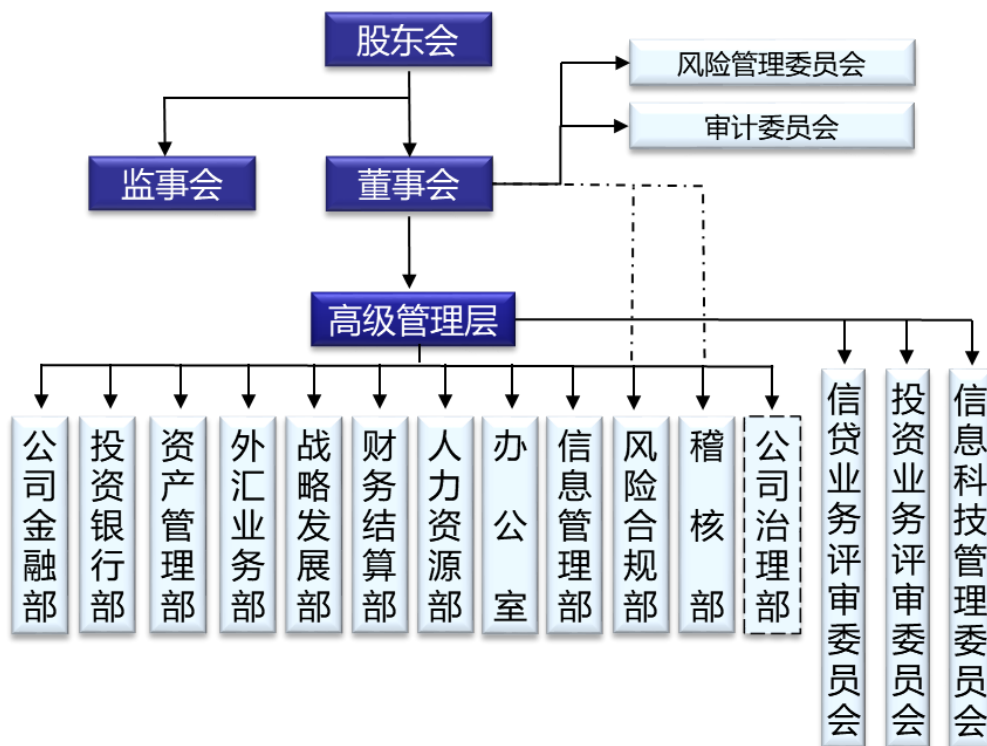 股东会
风险管理委员会
审计委员会
监事会
董事会
高级管理层
公司金融部
投资银行部
资产管理部
外汇业务部
战略发展部
财务结算部
人力资源部
办公室
信息管理部
风险合规部
稽核部
公司治理部
信贷业务评审委员会
投资业务评审委员会
信息科技管理委员会